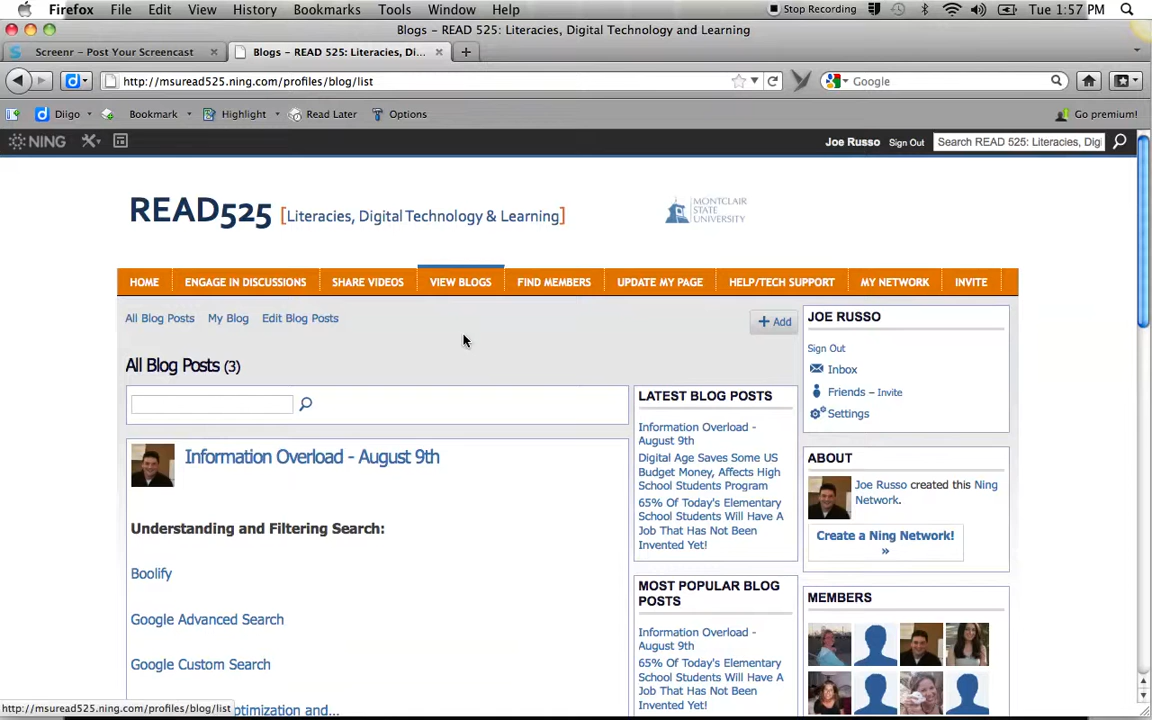 Firefox File Edit View History Bookmarks Tools Window Help Stop Recording Tue 1:57 PM
Blogs – READ 525: Literacies, Digital Technology and Learning
Screenr - Post Your Screencast Blogs – READ 525: Literacies, Di...
http://msuread525.ning.com/profiles/blog/list Google
Diigo Bookmark Highlight Read Later Options Go premium!
NING Joe Russo Sign Out Search READ 525: Literacies, Digi
READ525 [Literacies, Digital Technology & Learning] MONTCLAIR STATE UNIVERSITY
HOME ENGAGE IN DISCUSSIONS SHARE VIDEOS VIEW BLOGS FIND MEMBERS UPDATE MY PAGE HELP/TECH SUPPORT MY NETWORK INVITE
All Blog Posts My Blog Edit Blog Posts + Add
All Blog Posts (3)
Information Overload - August 9th
Understanding and Filtering Search:
Boolify
Google Advanced Search
Google Custom Search
optimization and...
LATEST BLOG POSTS
Information Overload -
August 9th
Digital Age Saves Some US
Budget Money, Affects High
School Students Program
65% Of Today's Elementary
School Students Will Have A
Job That Has Not Been
Invented Yet!
MOST POPULAR BLOG
POSTS
Information Overload -
August 9th
65% Of Today's Elementary
School Students Will Have A
Job That Has Not Been
Invented Yet!
JOE RUSSO
Sign Out
Inbox
Friends – Invite
Settings
ABOUT
Joe Russo created this Ning
Network.
Create a Ning Network!
»
MEMBERS
http://msuread525.ning.com/profiles/blog/list